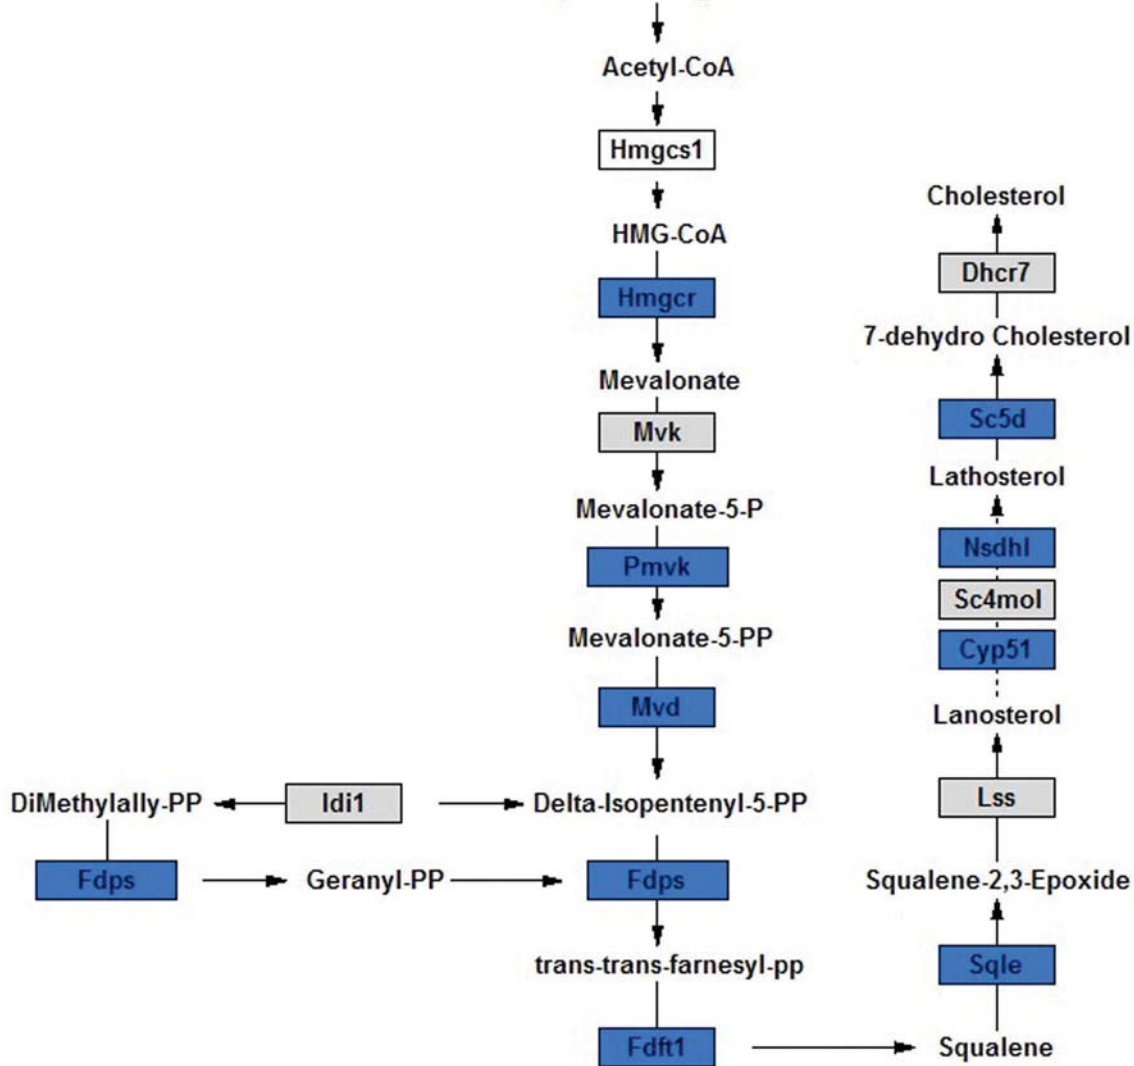 Acetyl-CoA
Hmgcs1
HMG-CoA
Hmgcr
Mevalonate
Mvk
Mevalonate-5-P
Pmvk
Mevalonate-5-PP
Mvd
DiMethylally-PP
Idi1
Delta-Isopentenyl-5-PP
Fdps
Geranyl-PP
Fdps
trans-trans-farnesyl-pp
Fdft1
Cholesterol
Dhcr7
7-dehydro Cholesterol
Sc5d
Lathosterol
Nsdhl
Sc4mol
Cyp51
Lanosterol
Lss
Squalene-2,3-Epoxide
Sqle
Squalene